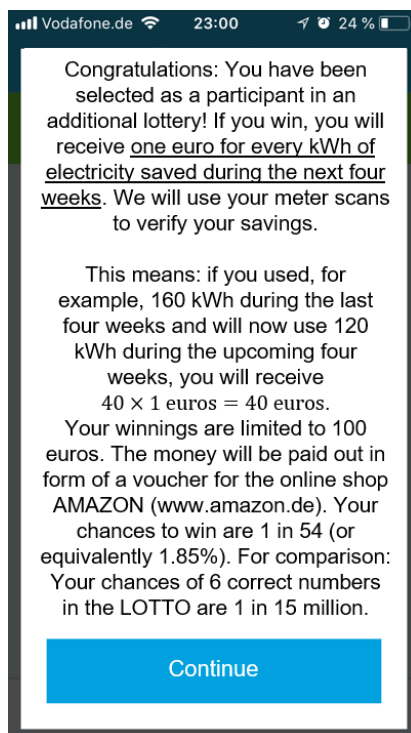 Vodafone.de 23:00 24 %
Congratulations: You have been
selected as a participant in an
additional lottery! If you win, you will
receive one euro for every kWh of
electricity saved during the next four
weeks. We will use your meter scans
to verify your savings.
This means: if you used, for
example, 160 kWh during the last
four weeks and will now use 120
kWh during the upcoming four
weeks, you will receive
40 × 1 euros = 40 euros.
Your winnings are limited to 100
euros. The money will be paid out in
form of a voucher for the online shop
AMAZON (www.amazon.de). Your
chances to win are 1 in 54 (or
equivalently 1.85%). For comparison:
Your chances of 6 correct numbers
in the LOTTO are 1 in 15 million.
Continue